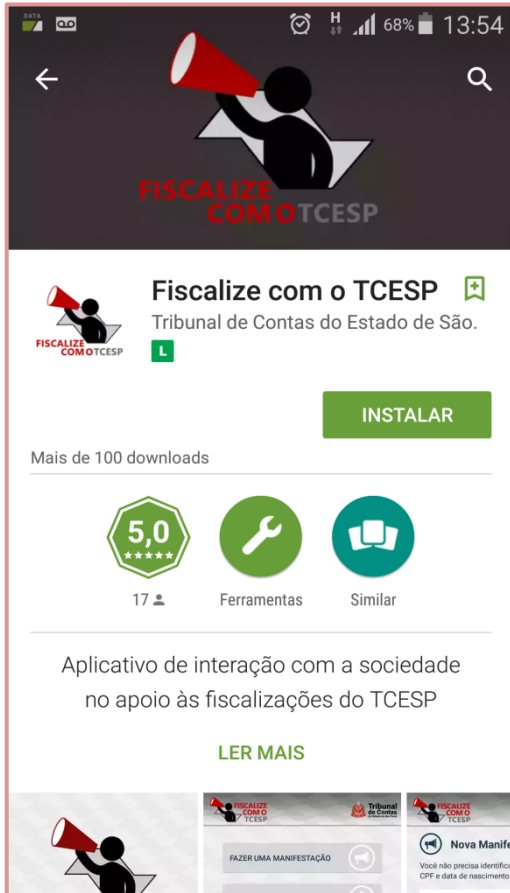 DATA
H
68%
13:54
FISCALIZE
COM O TCESP
Fiscalize com o TCESP
Tribunal de Contas do Estado de São.
FISCALIZE
COM O TCESP
L
INSTALAR
Mais de 100 downloads
5,0
17
Ferramentas
Similar
Aplicativo de interação com a sociedade
no apoio às fiscalizações do TCESP
LER MAIS
FISCALIZE
COM O
TCESP
Tribunal
de Contas
FISCALIZE
COM O
TCESP
FAZER UMA MANIFESTAÇÃO
Nova Manife
Você não precisa identifica
CPF e data de nascimento